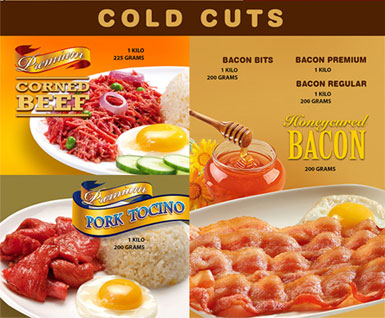 COLD CUTS
Premium
CORNED
BEEF
1 KILO
225 GRAMS
Premium
PORK TOCINO
1 KILO
200 GRAMS
BACON BITS
1 KILO
200 GRAMS
BACON PREMIUM
1 KILO
BACON REGULAR
1 KILO
200 GRAMS
Honeycured
BACON
200 GRAMS